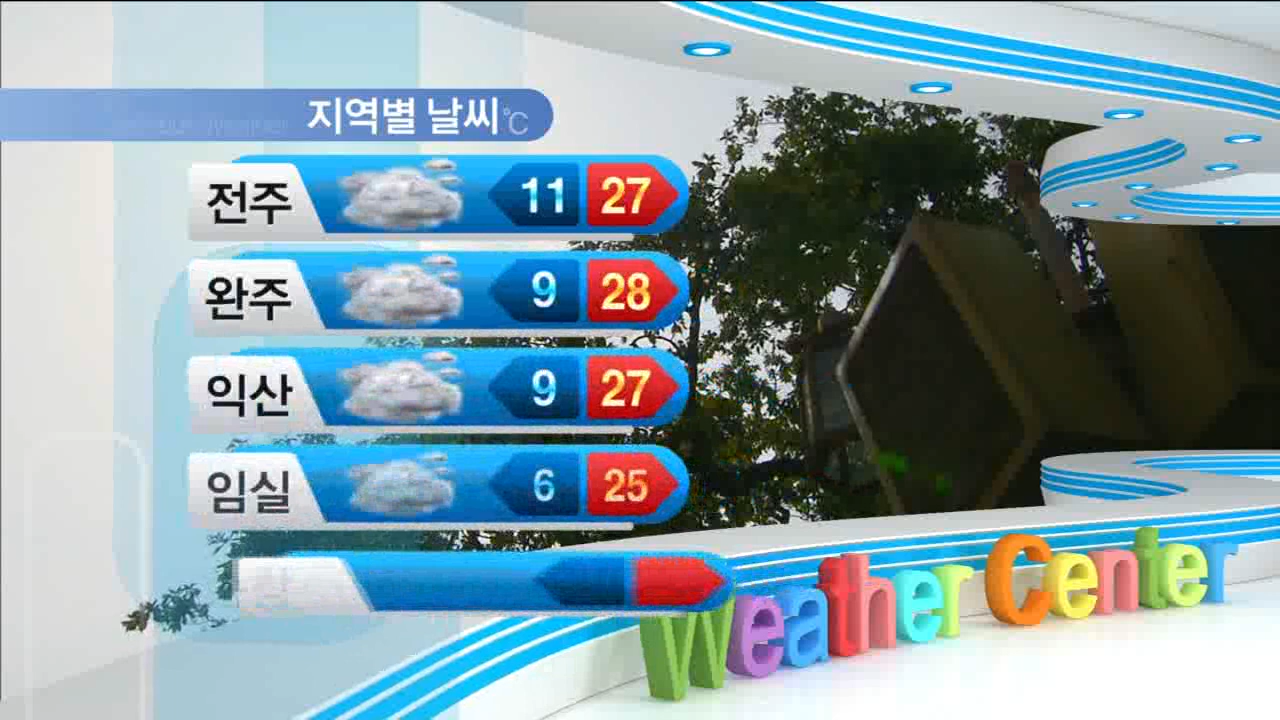 지역별 날씨 ℃
전주 11 27
완주 9 28
익산 9 27
임실 6 25
Weather Center